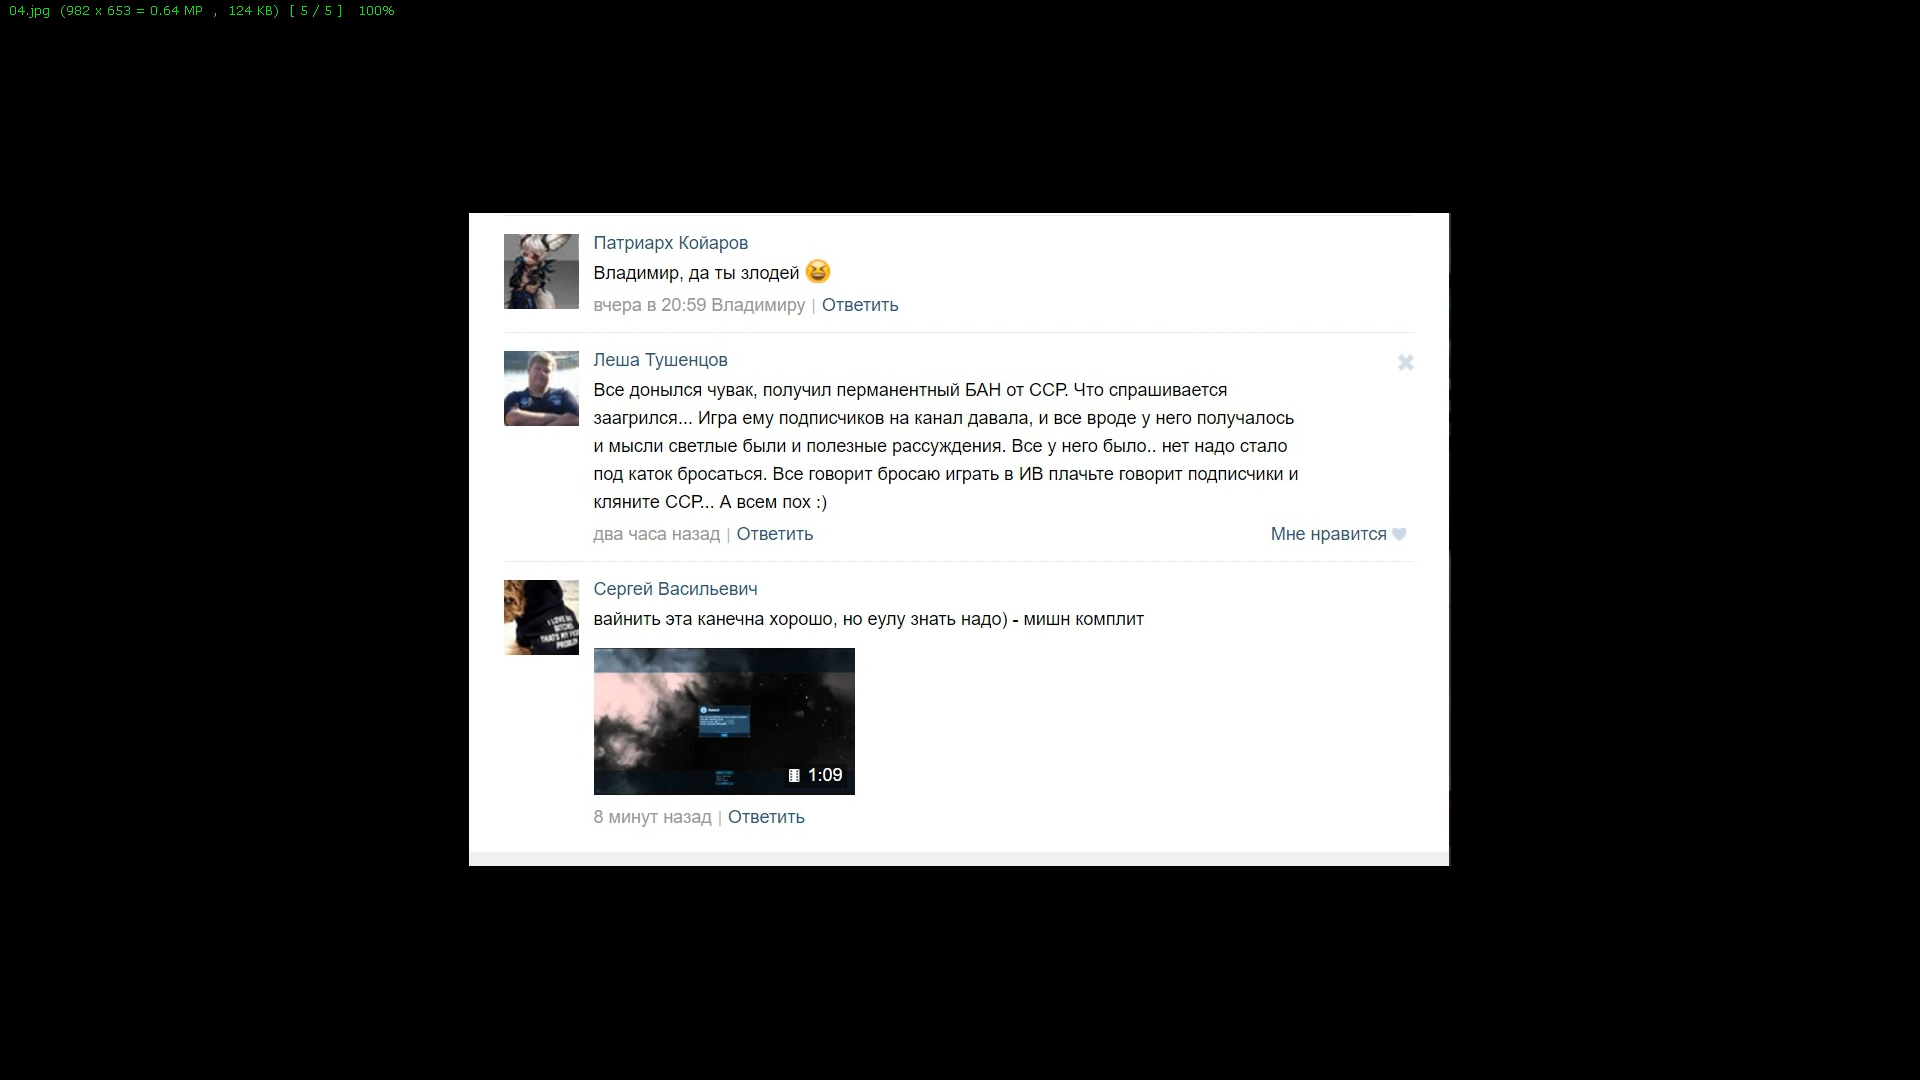 04.jpg (982 x 653 = 0.64 MP , 124 KB) [ 5 / 5 ] 100%
Патриарх Койаров
Владимир, да ты злодей 😆
вчера в 20:59 Владимиру | Ответить
Леша Тушенцов
Все донылся чувак, получил перманентный БАН от ССР. Что спрашивается
заагрился... Игра ему подписчиков на канал давала, и все вроде у него получалось
и мысли светлые были и полезные рассуждения. Все у него было.. нет надо стало
под каток бросаться. Все говорит бросаю играть в ИВ плачьте говорит подписчики и
кляните ССР... А всем пох :)
два часа назад | Ответить
Мне нравится
Сергей Васильевич
вайнить эта канечна хорошо, но еулу знать надо) - мишн комплит
I LOVE
THAT'S MY
PROBLEM
1:09
8 минут назад | Ответить